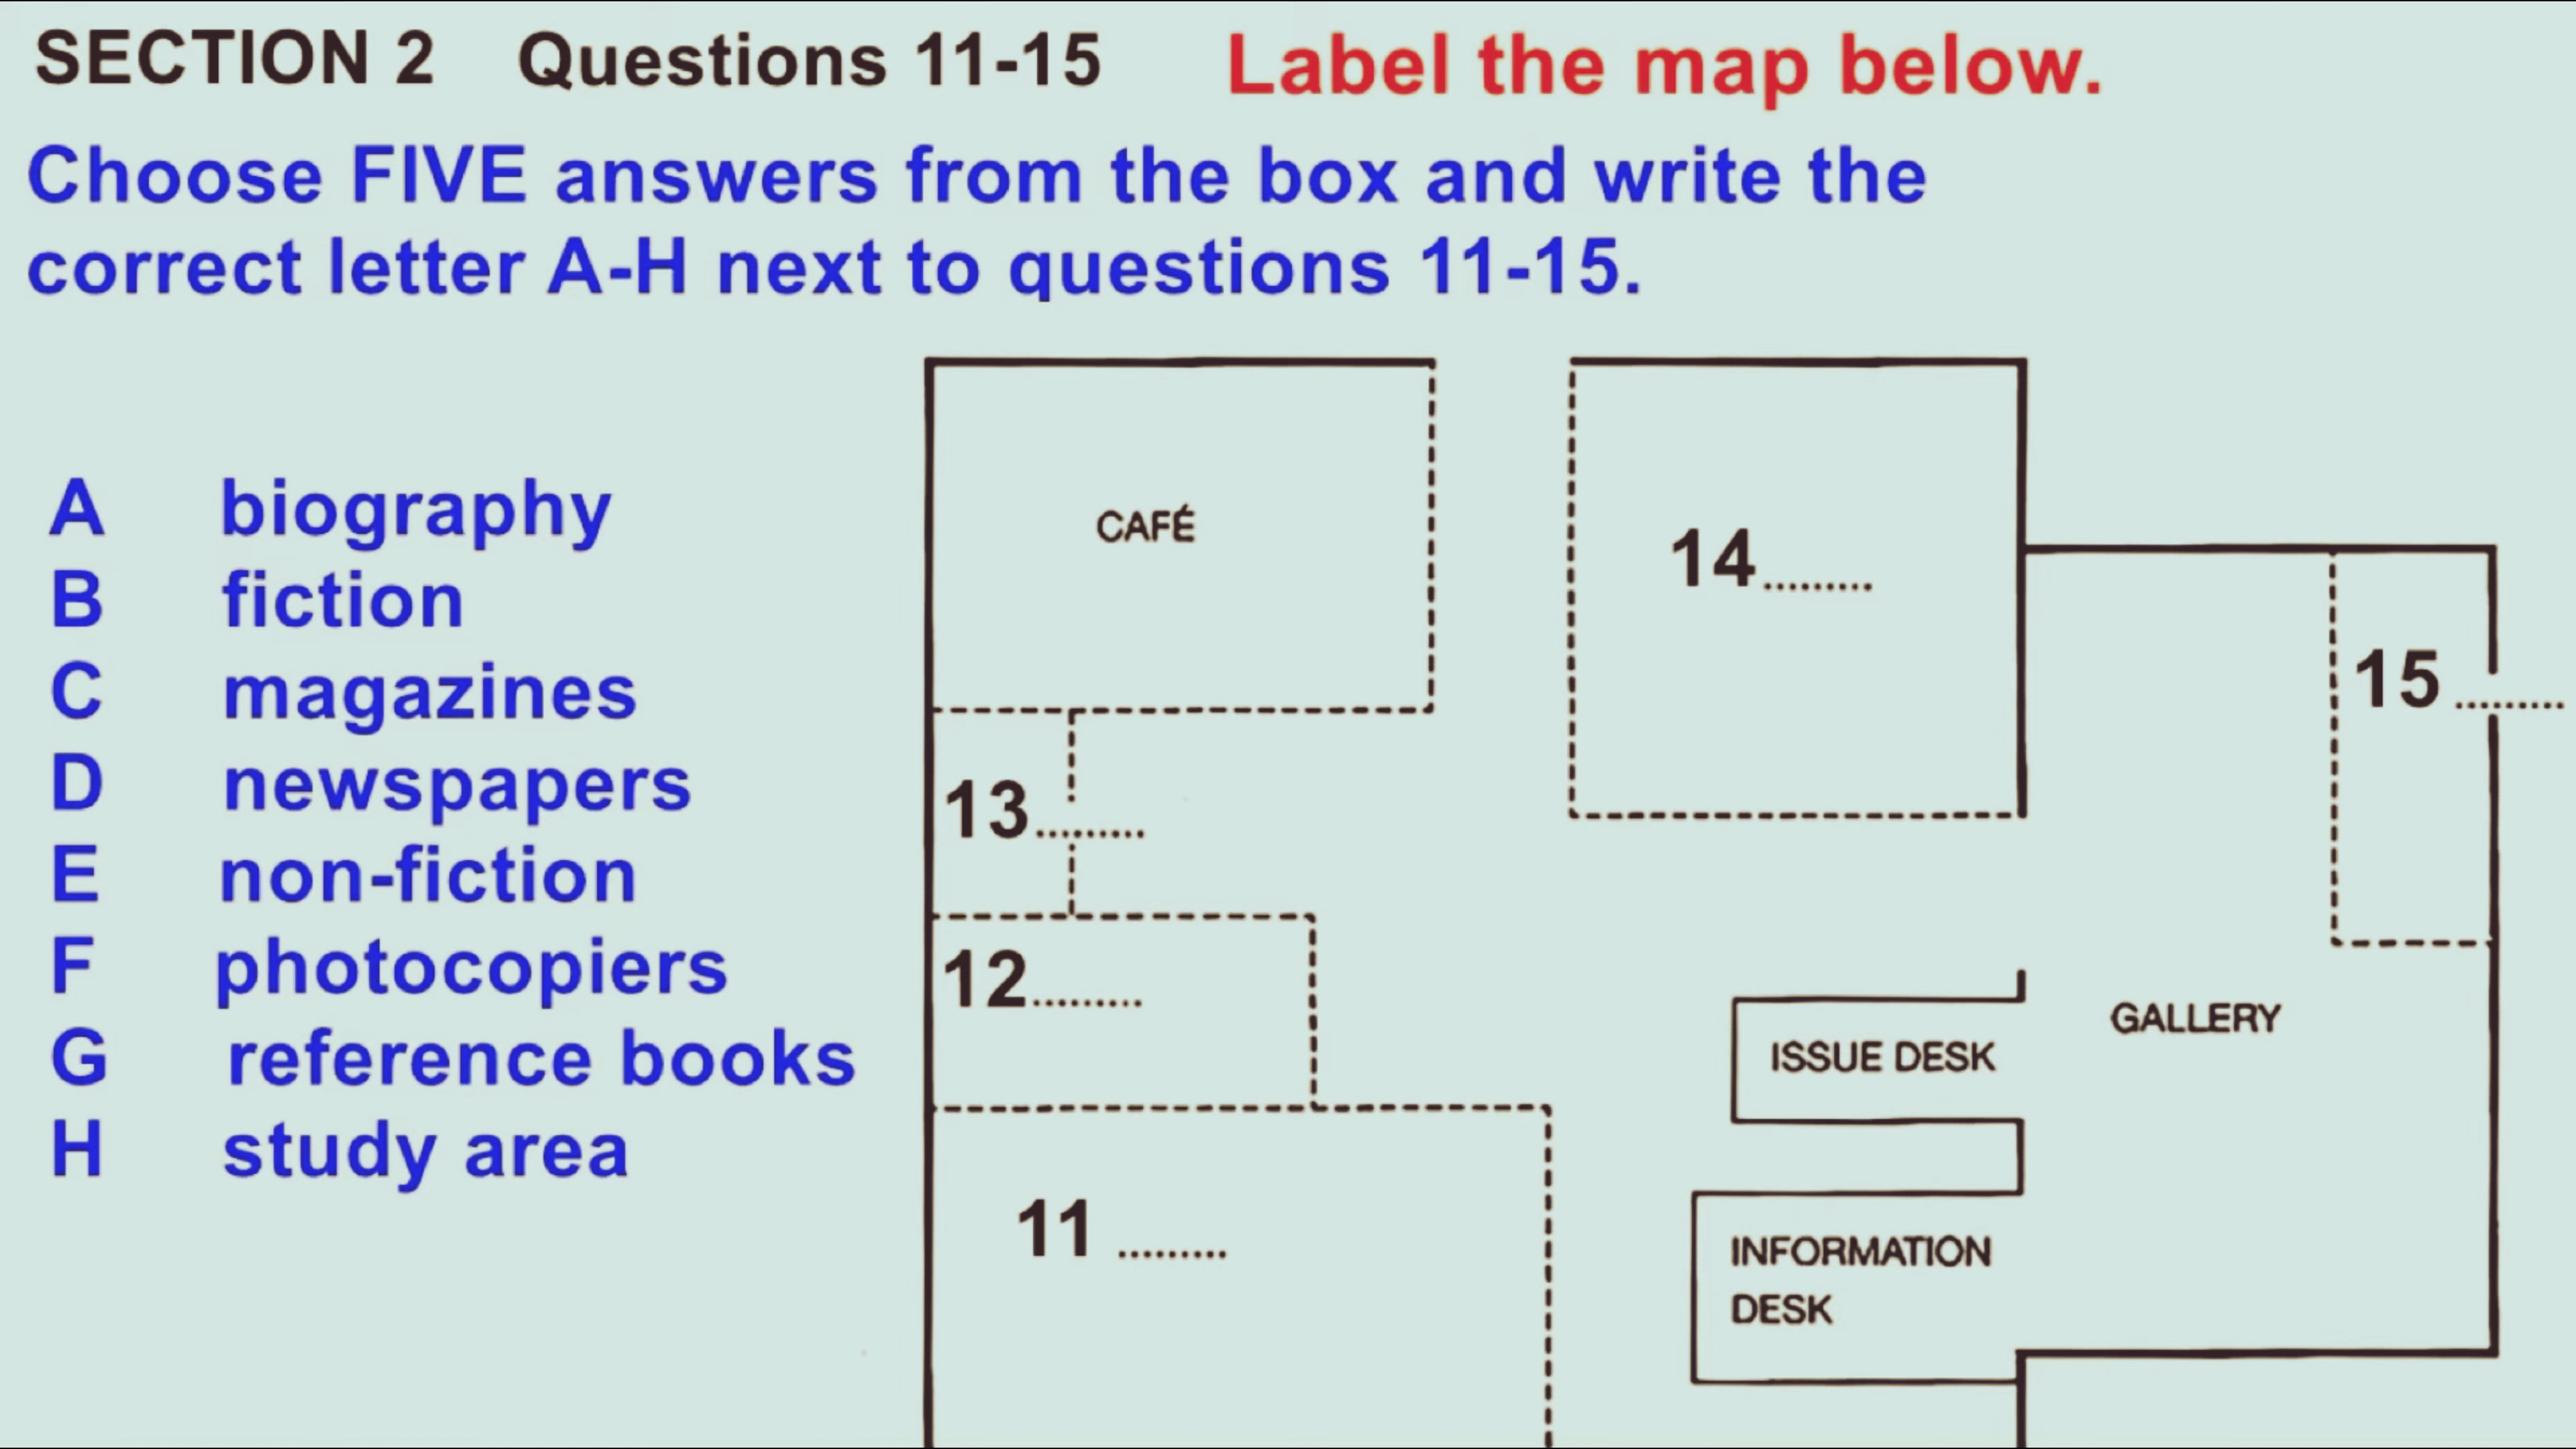 SECTION 2 Questions 11-15 Label the map below.
Choose FIVE answers from the box and write the
correct letter A-H next to questions 11-15.
A biography
B fiction
C magazines
D newspapers
E non-fiction
F photocopiers
G reference books
H study area
CAFÉ
14........
15........
13........
12........
GALLERY
ISSUE DESK
11........
INFORMATION
DESK